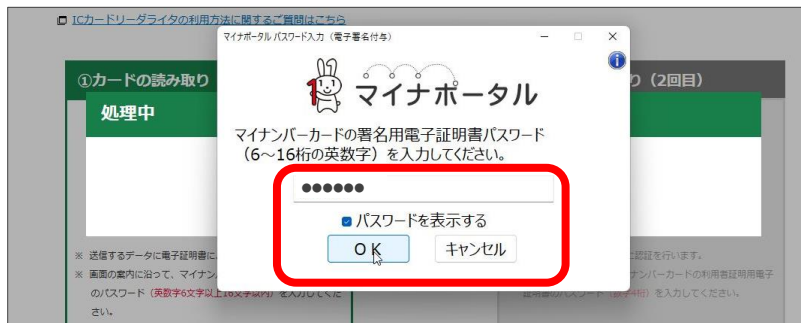 ICカードリーダライタの利用方法に関するご質問はこちら
マイナポータル パスワード入力（電子署名付与）
①カードの読み取り
り（2回目）
マイナポータル
処理中
マイナンバーカードの署名用電子証明書パスワード
（6～16桁の英数字）を入力してください。
●●●●●●
パスワードを表示する
ＯＫ
キャンセル
※ 送信するデータに電子証明書に
に認証を行います。
※ 画面の案内に沿って、マイナン
ナンバーカードの利用者証明用電子
のパスワード（英数字6文字以上16文字以内）を入力してくだ
証明書のパスワード（数字4桁）を入力してください。
さい。